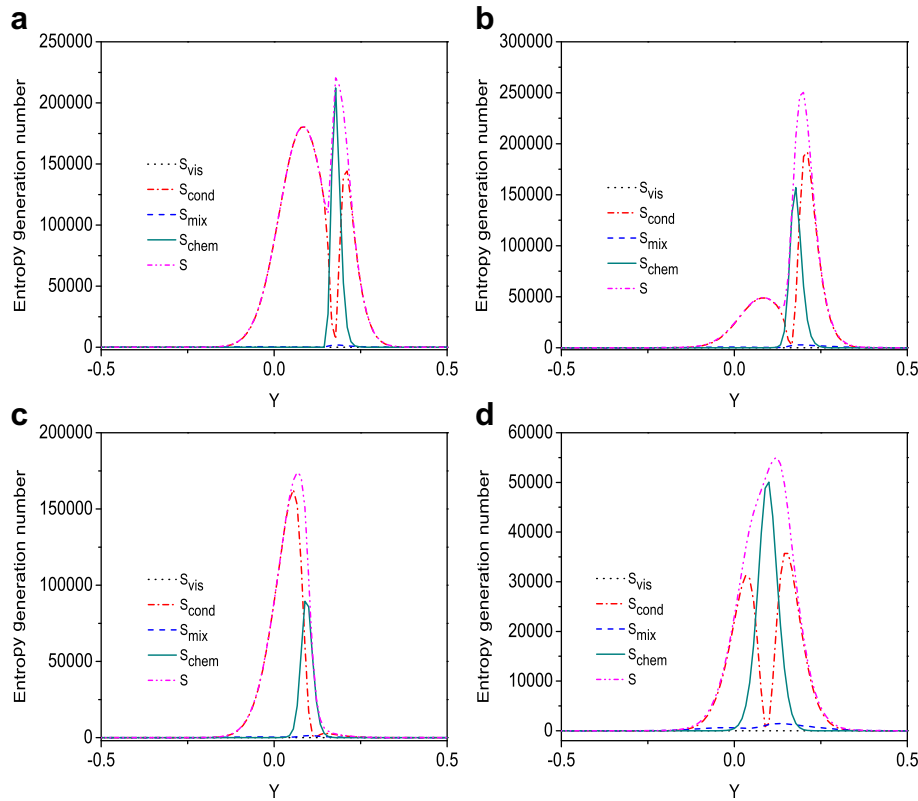 a
Entropy generation number
250000
200000
150000
100000
50000
0
S_vis
S_cond
S_mix
S_chem
S
-0.5
0.0
0.5
Y
b
Entropy generation number
300000
250000
200000
150000
100000
50000
0
S_vis
S_cond
S_mix
S_chem
S
-0.5
0.0
0.5
Y
c
Entropy generation number
200000
150000
100000
50000
0
S_vis
S_cond
S_mix
S_chem
S
-0.5
0.0
0.5
Y
d
Entropy generation number
60000
50000
40000
30000
20000
10000
0
S_vis
S_cond
S_mix
S_chem
S
-0.5
0.0
0.5
Y